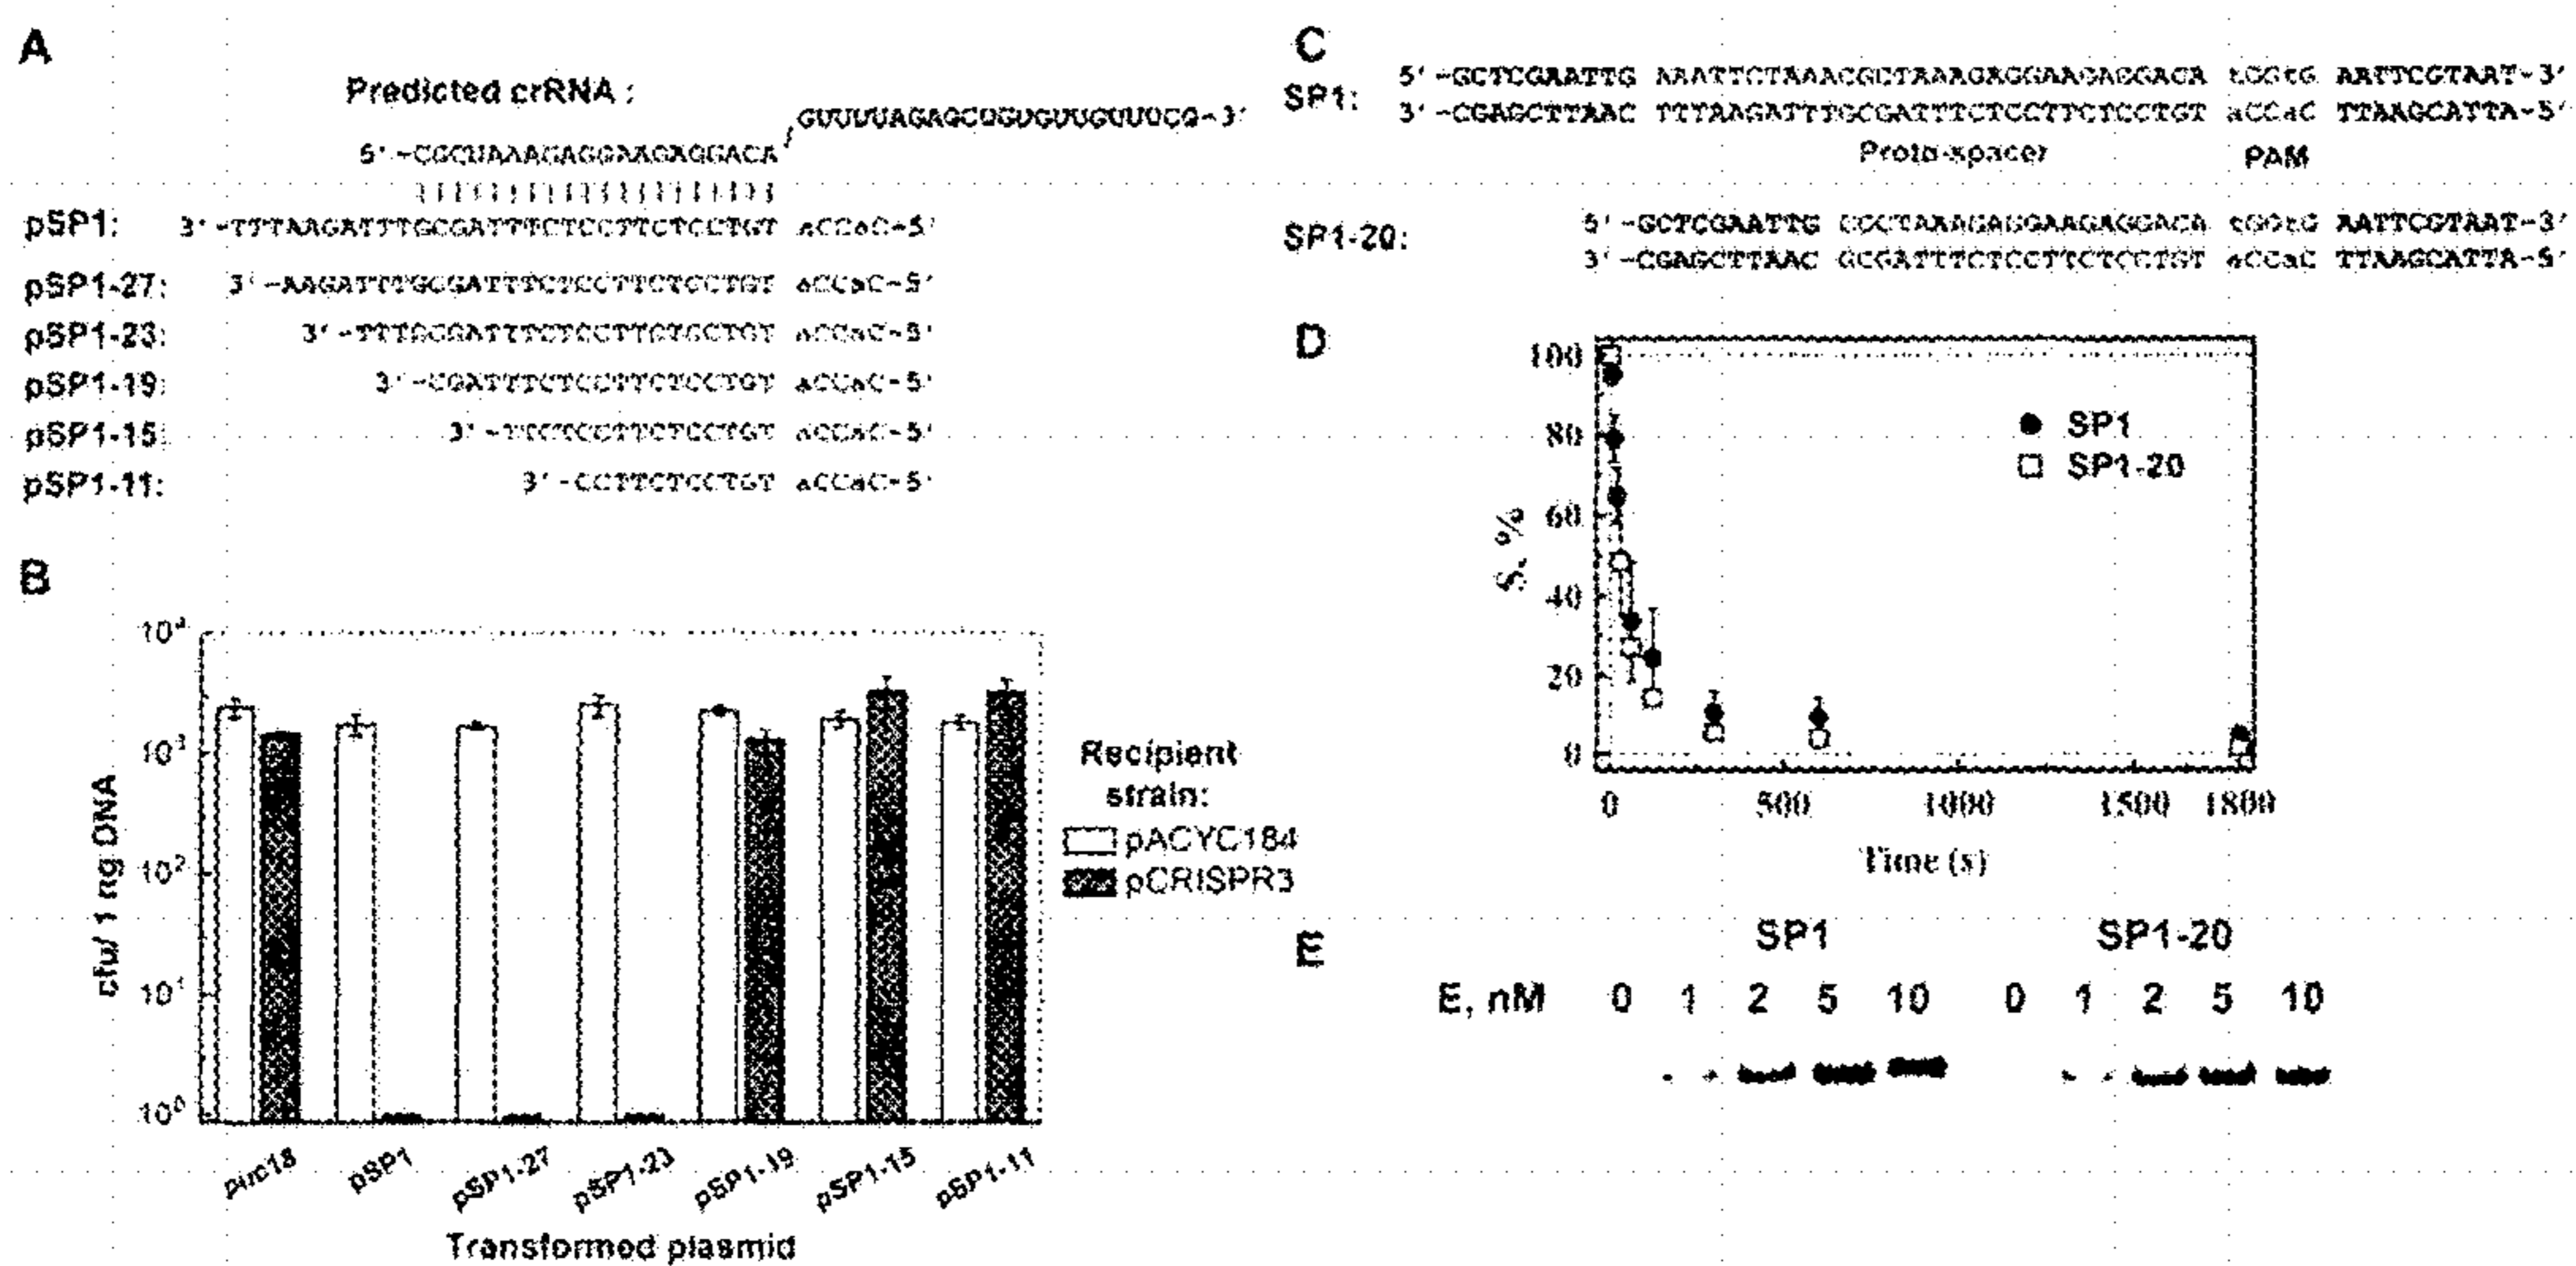 A
Predicted crRNA :
GUUUUAGAGCUGUGUUGUUUCG-3'
5'-CGCUAAAGAGGAAGAGGACA
pSP1: 3'-TTTAAGATTTGCGATTTCTCCTTCTCCTGT aCCaC-5'
pSP1-27: 3'-AAGATTTGCGATTTCTCCTTCTCCTGT aCCaC-5'
pSP1-23: 3'-TTTGCGATTTCTCCTTCTCCTGT aCCaC-5'
pSP1-19: 3'-CGATTTCTCCTTCTCCTGT aCCaC-5'
pSP1-15: 3'-TTCTCCTTCTCCTGT aCCaC-5'
pSP1-11: 3'-CCTTCTCCTGT aCCaC-5'
B
10⁴
10³
10²
10¹
10⁰
cfu/ 1 ng DNA
puc18 pSP1 pSP1-27 pSP1-23 pSP1-19 pSP1-15 pSP1-11
Transformed plasmid
Recipient
strain:
pACYC184
pCRISPR3
C
SP1:
5'-GCTCGAATTG AAATTCTAAACGCTAAAGAGGAAGAGGACA tGGtG AATTCGTAAT-3'
3'-CGAGCTTAAC TTTAAGATTTGCGATTTCTCCTTCTCCTGT aCCaC TTAAGCATTA-5'
Proto-spacer PAM
SP1-20:
5'-GCTCGAATTG CGCTAAAGAGGAAGAGGACA tGGtG AATTCGTAAT-3'
3'-CGAGCTTAAC GCGATTTCTCCTTCTCCTGT aCCaC TTAAGCATTA-5'
D
100
80
60
40
20
0
S, %
SP1
SP1-20
0 500 1000 1500 1800
Time (s)
E
SP1 SP1-20
E, nM 0 1 2 5 10 0 1 2 5 10